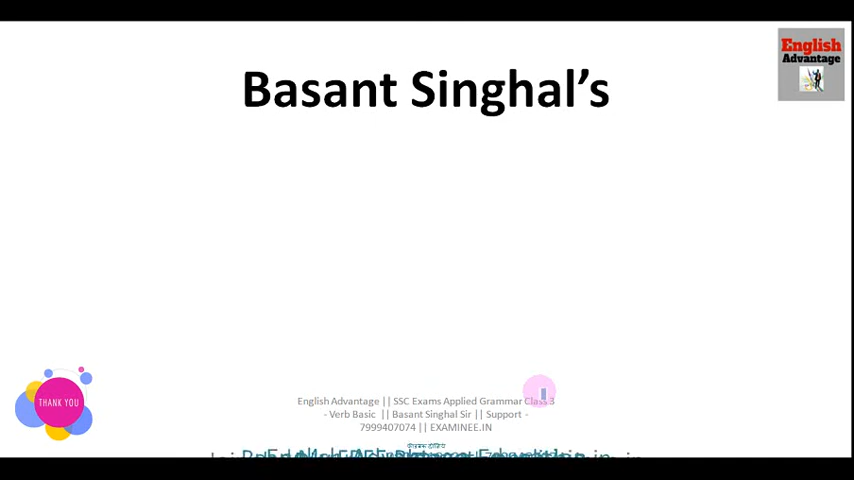 English
Advantage
Basant Singhal’s
THANK YOU
English Advantage || SSC Exams Applied Grammar Class 3
- Verb Basic || Basant Singhal Sir || Support -
7999407074 || EXAMINEE.IN